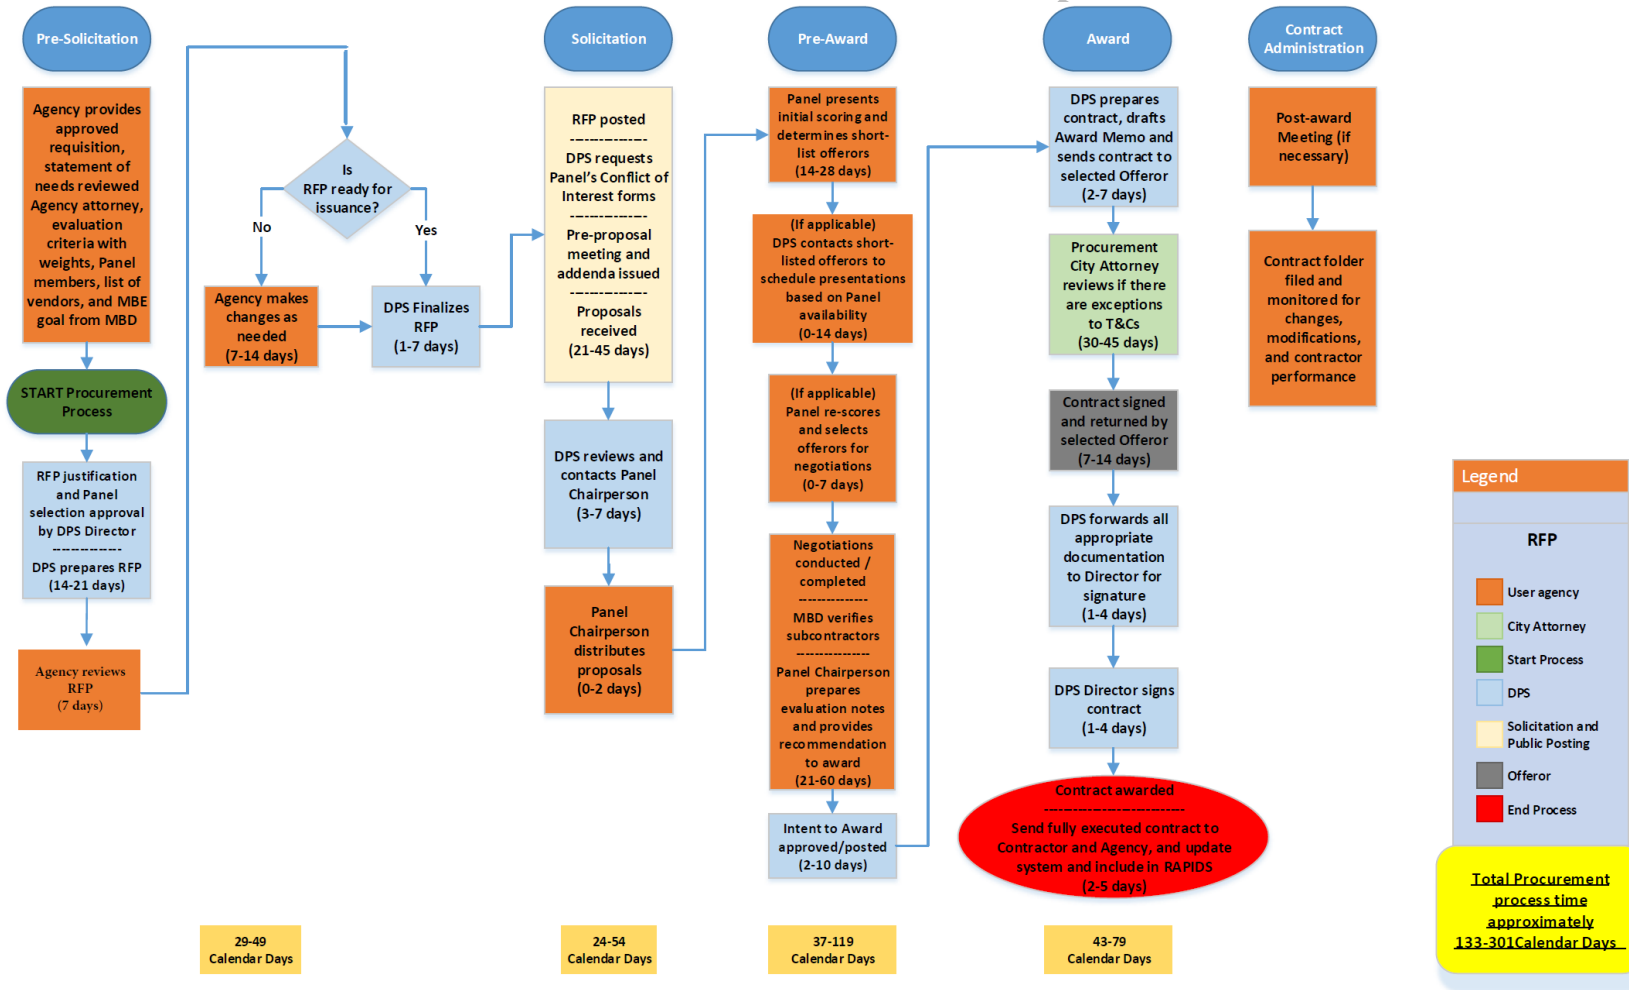 Pre-Solicitation
Agency provides
approved
requisition,
statement of
needs reviewed
Agency attorney,
evaluation
criteria with
weights, Panel
members, list of
vendors, and MBE
goal from MBD
START Procurement
Process
RFP justification
and Panel
selection approval
by DPS Director
---------------
DPS prepares RFP
(14-21 days)
Agency reviews
RFP
(7 days)
Is
RFP ready for
issuance?
No
Yes
Agency makes
changes as
needed
(7-14 days)
DPS Finalizes
RFP
(1-7 days)
29-49
Calendar Days
Solicitation
RFP posted
----------------
DPS requests
Panel’s Conflict of
Interest forms
----------------
Pre-proposal
meeting and
addenda issued
----------------
Proposals
received
(21-45 days)
DPS reviews and
contacts Panel
Chairperson
(3-7 days)
Panel
Chairperson
distributes
proposals
(0-2 days)
24-54
Calendar Days
Pre-Award
Panel presents
initial scoring and
determines short-
list offerors
(14-28 days)
(If applicable)
DPS contacts short-
listed offerors to
schedule presentations
based on Panel
availability
(0-14 days)
(If applicable)
Panel re-scores
and selects
offerors for
negotiations
(0-7 days)
Negotiations
conducted /
completed
---------------
MBD verifies
subcontractors
----------------
Panel Chairperson
prepares
evaluation notes
and provides
recommendation
to award
(21-60 days)
Intent to Award
approved/posted
(2-10 days)
37-119
Calendar Days
Award
DPS prepares
contract, drafts
Award Memo and
sends contract to
selected Offeror
(2-7 days)
Procurement
City Attorney
reviews if there
are exceptions
to T&Cs
(30-45 days)
Contract signed
and returned by
selected Offeror
(7-14 days)
DPS forwards all
appropriate
documentation
to Director for
signature
(1-4 days)
DPS Director signs
contract
(1-4 days)
Contract awarded
------------------------------
Send fully executed contract to
Contractor and Agency, and update
system and include in RAPIDS
(2-5 days)
43-79
Calendar Days
Contract
Administration
Post-award
Meeting (if
necessary)
Contract folder
filed and
monitored for
changes,
modifications,
and contractor
performance
Legend
RFP
User agency
City Attorney
Start Process
DPS
Solicitation and
Public Posting
Offeror
End Process
Total Procurement
process time
approximately
133-301Calendar Days